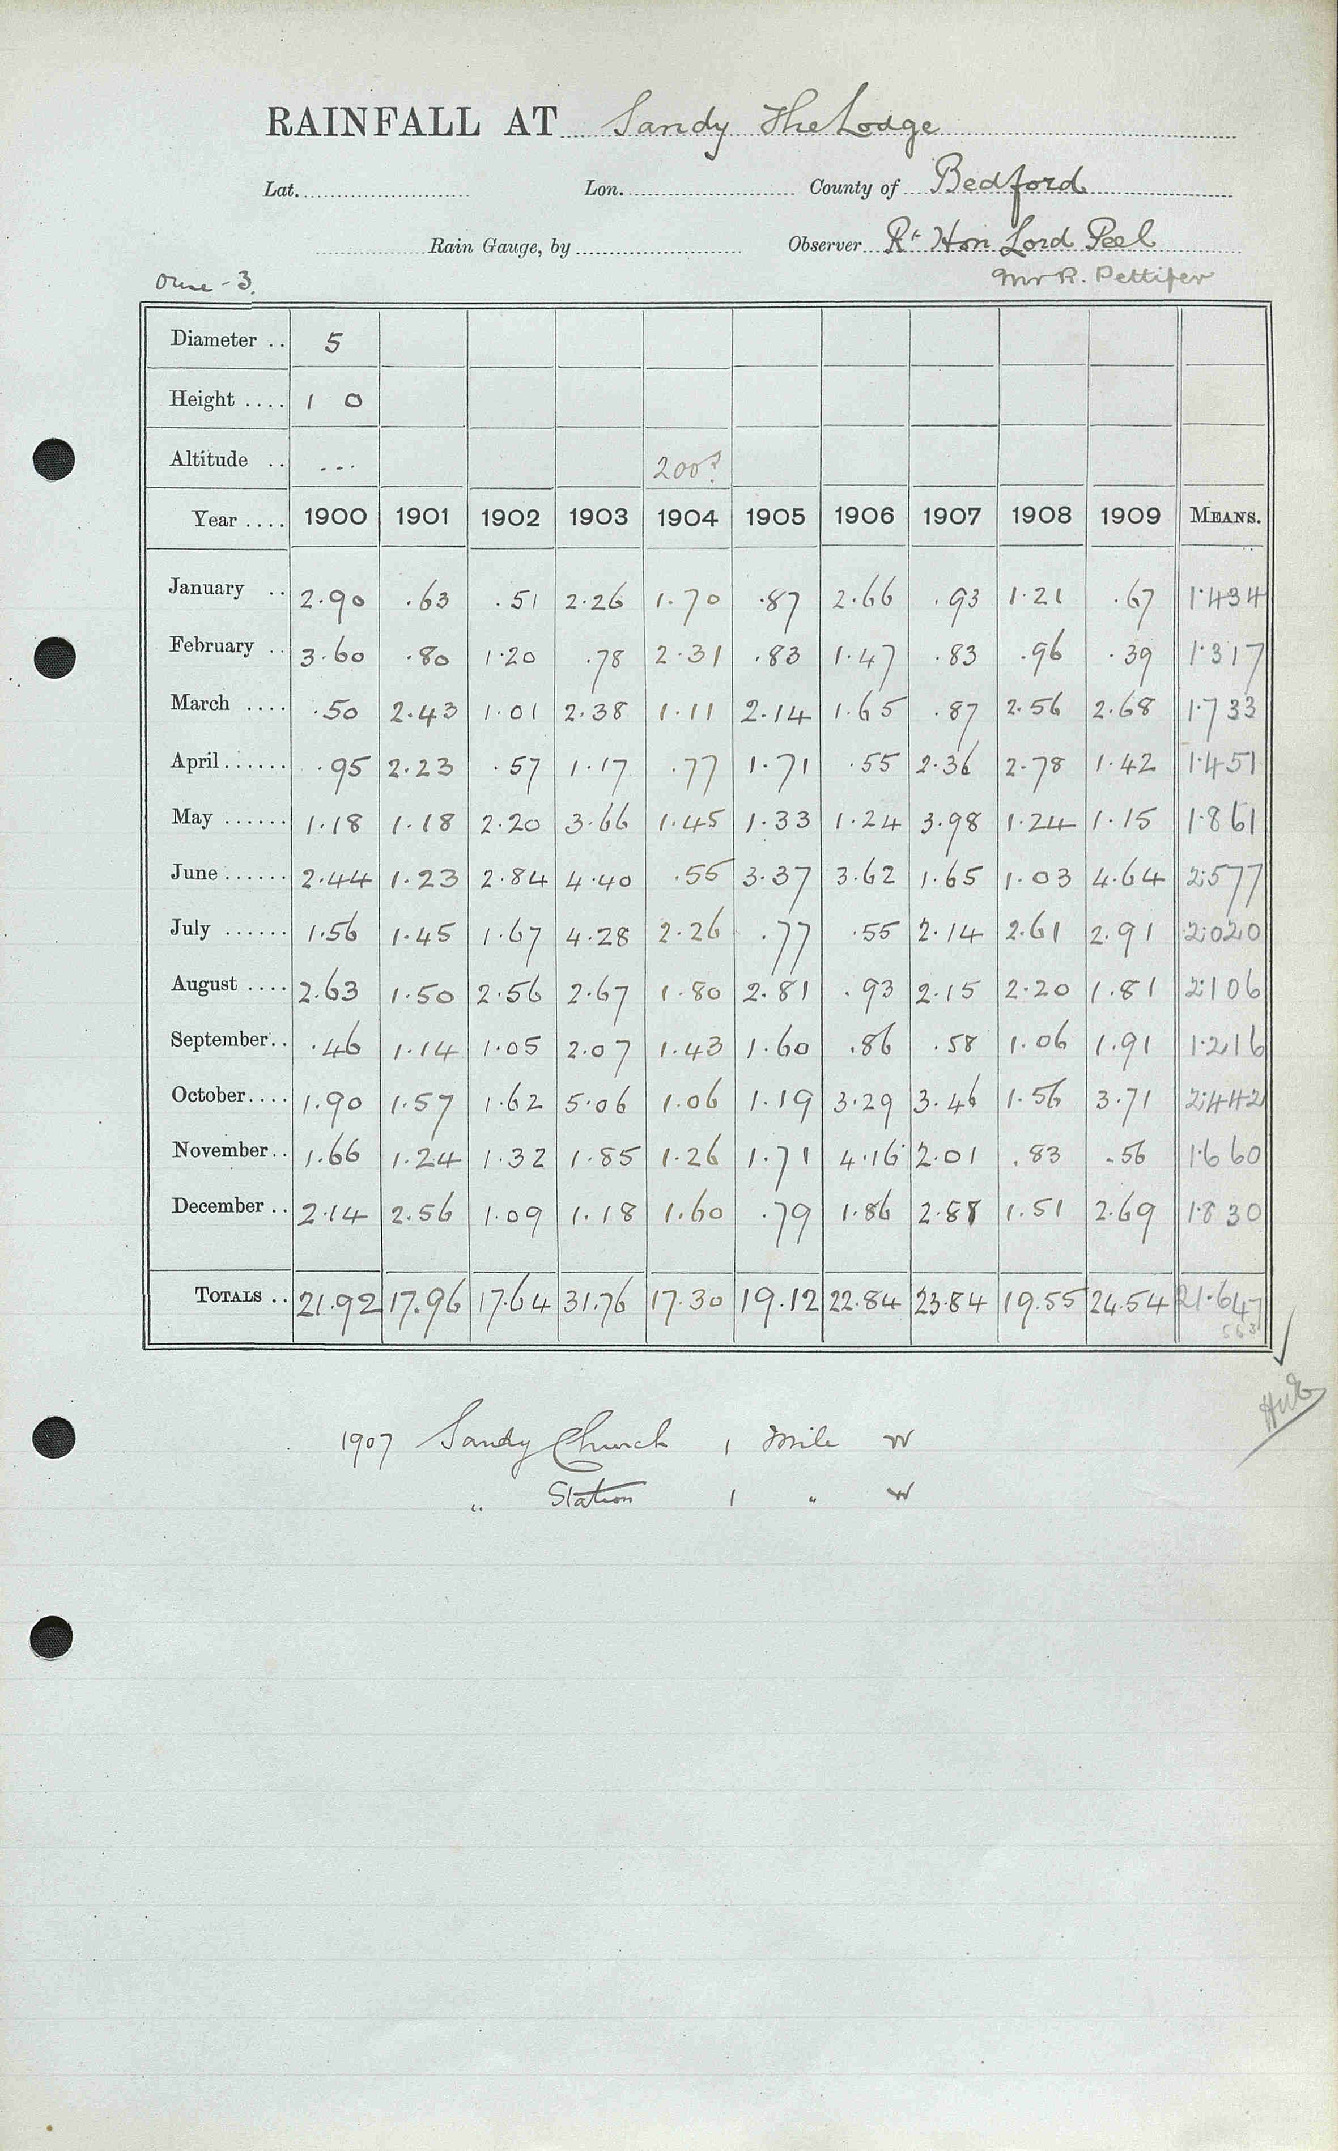 RAINFALL AT Sandy The Lodge
Lat. Lon. County of Bedford
Rain Gauge, by Observer Rt Hon Lord Peel
Ouse - 3. Mr R. Pettifer
Diameter .. 5
Height .... 1 0
Altitude .. --- 200?
Year .... 1900 1901 1902 1903 1904 1905 1906 1907 1908 1909 MEANS.
January .. 2.90 .63 .51 2.26 1.70 .87 2.66 .93 1.21 .67 1.434
February .. 3.60 .80 1.20 .78 2.31 .83 1.47 .83 .96 .39 1.317
March .... .50 2.43 1.01 2.38 1.11 2.14 1.65 .87 2.56 2.68 1.733
April ...... .95 2.23 .57 1.17 .77 1.71 .55 2.36 2.78 1.42 1.451
May ...... 1.18 1.18 2.20 3.66 1.45 1.33 1.24 3.98 1.24 1.15 1.861
June ...... 2.44 1.23 2.84 4.40 .55 3.37 3.62 1.65 1.03 4.64 2.577
July ...... 1.56 1.45 1.67 4.28 2.26 .77 .55 2.14 2.61 2.91 2.020
August .... 2.63 1.50 2.56 2.67 1.80 2.81 .93 2.15 2.20 1.81 2.106
September .. .46 1.14 1.05 2.07 1.43 1.60 .86 .58 1.06 1.91 1.216
October .... 1.90 1.57 1.62 5.06 1.06 1.19 3.29 3.46 1.56 3.71 2.442
November .. 1.66 1.24 1.32 1.85 1.26 1.71 4.16 2.01 .83 .56 1.660
December .. 2.14 2.56 1.09 1.18 1.60 .79 1.86 2.88 1.51 2.69 1.830
TOTALS .. 21.92 17.96 17.64 31.76 17.30 19.12 22.84 23.84 19.55 24.54 21.647
1907 Sandy Church 1 Mile W
" Station 1 " W